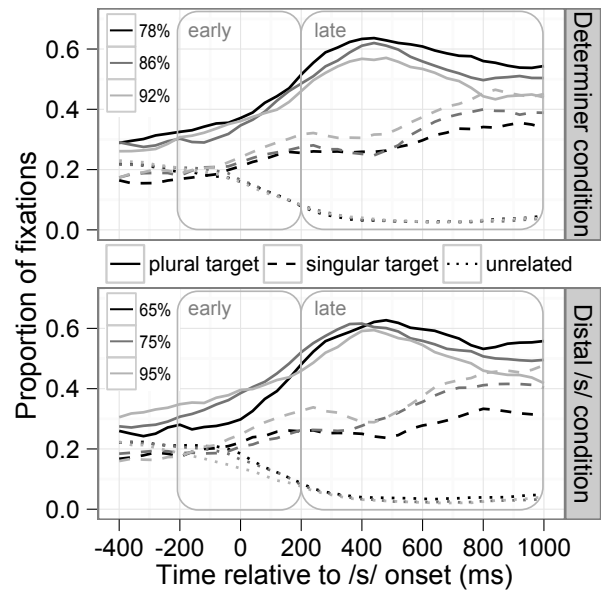 Proportion of fixations
0.6
0.4
0.2
0.0
78%
86%
92%
early
late
Determiner condition
plural target
singular target
unrelated
0.6
0.4
0.2
0.0
65%
75%
95%
early
late
Distal /s/ condition
-400 -200 0 200 400 600 800 1000
Time relative to /s/ onset (ms)